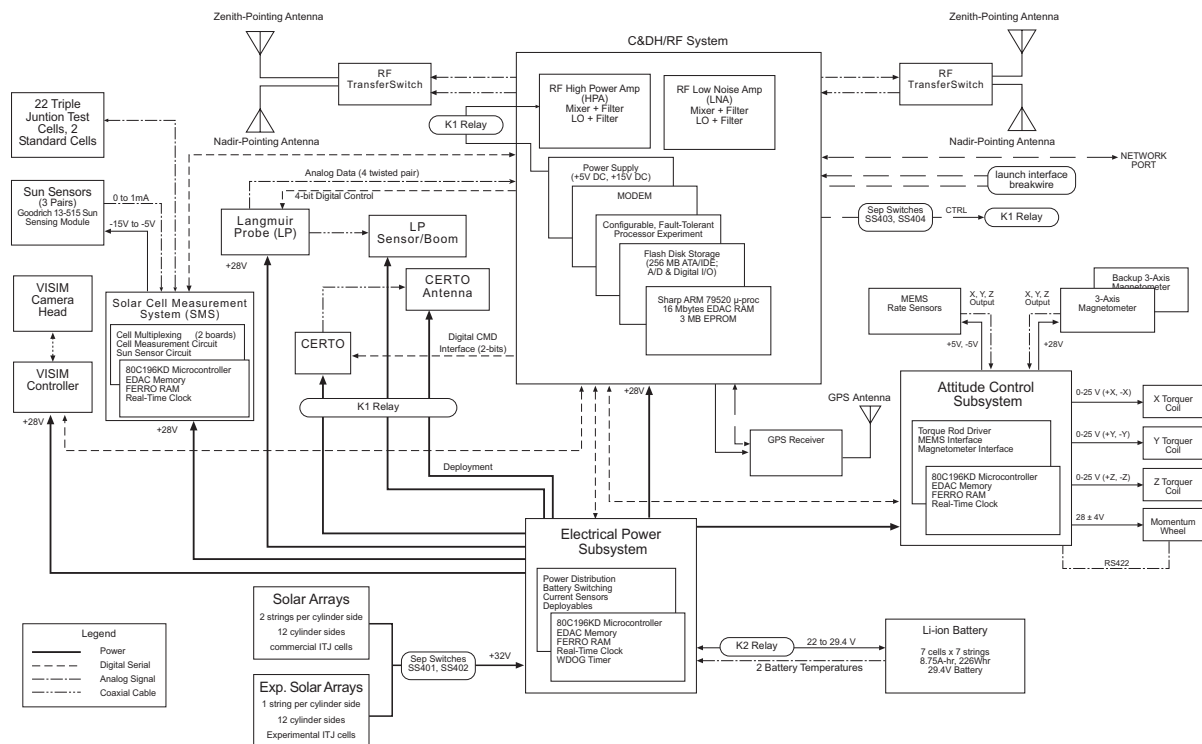 Zenith-Pointing Antenna
Nadir-Pointing Antenna
RF
TransferSwitch
C&DH/RF System
RF High Power Amp
(HPA)
Mixer + Filter
LO + Filter
RF Low Noise Amp
(LNA)
Mixer + Filter
LO + Filter
K1 Relay
Power Supply
(+5V DC, +15V DC)
MODEM
Configurable, Fault-Tolerant
Processor Experiment
Flash Disk Storage
(256 MB ATA/IDE;
A/D & Digital I/O)
Sharp ARM 79520 µ-proc
16 Mbytes EDAC RAM
3 MB EPROM
Zenith-Pointing Antenna
RF
TransferSwitch
Nadir-Pointing Antenna
NETWORK
PORT
launch interface
breakwire
Sep Switches
SS403, SS404
CTRL
K1 Relay
22 Triple
Juntion Test
Cells, 2
Standard Cells
Sun Sensors
(3 Pairs)
Goodrich 13-515 Sun
Sensing Module
0 to 1mA
-15V to -5V
Analog Data (4 twisted pair)
4-bit Digital Control
Langmuir
Probe (LP)
+28V
LP
Sensor/Boom
CERTO
Antenna
CERTO
Digital CMD
Interface (2-bits)
VISIM
Camera
Head
VISIM
Controller
+28V
Solar Cell Measurement
System (SMS)
Cell Multiplexing (2 boards)
Cell Measurement Circuit
Sun Sensor Circuit
80C196KD Microcontroller
EDAC Memory
FERRO RAM
Real-Time Clock
+28V
K1 Relay
Deployment
+28V
GPS Antenna
GPS Receiver
MEMS
Rate Sensors
X, Y, Z
Output
+5V, -5V
X, Y, Z
Output
+28V
Backup 3-Axis
Magnetometer
3-Axis
Magnetometer
Attitude Control
Subsystem
Torque Rod Driver
MEMS Interface
Magnetometer Interface
80C196KD Microcontroller
EDAC Memory
FERRO RAM
Real-Time Clock
0-25 V (+X, -X)
X Torquer
Coil
0-25 V (+Y, -Y)
Y Torquer
Coil
0-25 V (+Z, -Z)
Z Torquer
Coil
28 ± 4V
Momentum
Wheel
RS422
Electrical Power
Subsystem
Power Distribution
Battery Switching
Current Sensors
Deployables
80C196KD Microcontroller
EDAC Memory
FERRO RAM
Real-Time Clock
WDOG Timer
Solar Arrays
2 strings per cylinder side
12 cylinder sides
commercial ITJ cells
Exp. Solar Arrays
1 string per cylinder side
12 cylinder sides
Experimental ITJ cells
Sep Switches
SS401, SS402
+32V
K2 Relay
22 to 29.4 V
2 Battery Temperatures
Li-ion Battery
7 cells x 7 strings
8.75A-hr, 226Whr
29.4V Battery
Legend
Power
Digital Serial
Analog Signal
Coaxial Cable